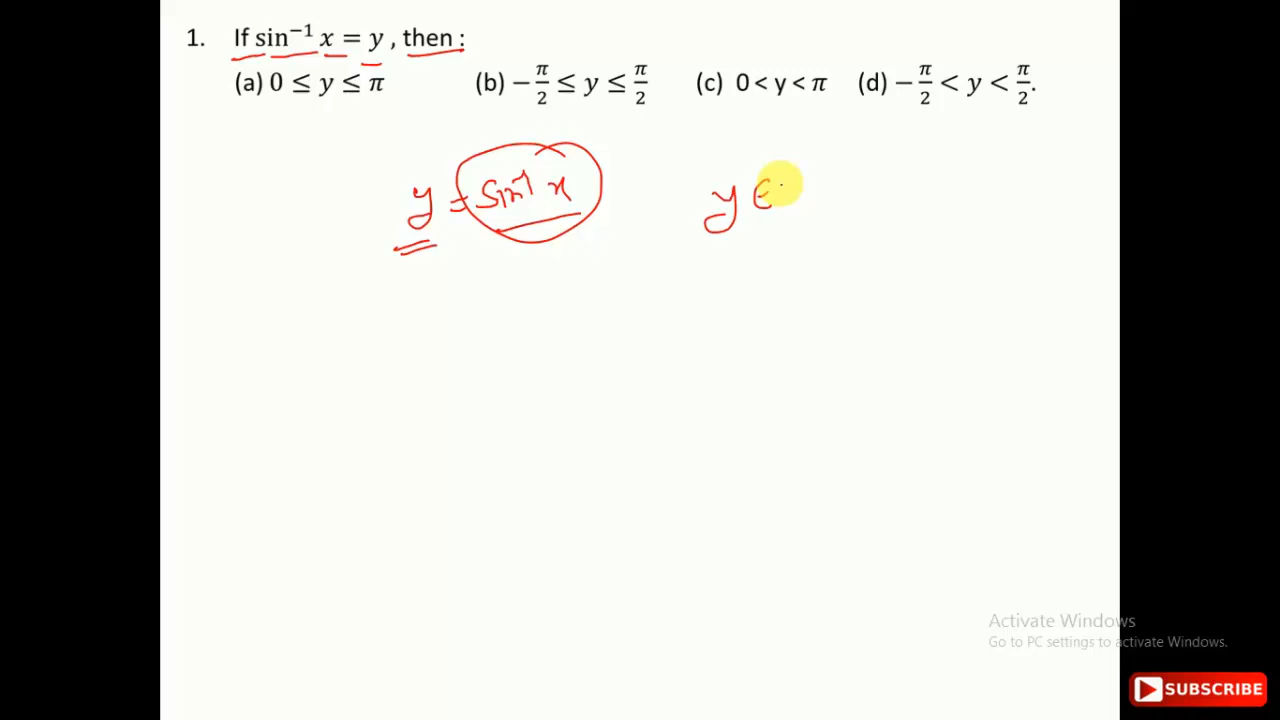 1. If sin⁻¹ x = y , then :
(a) 0 ≤ y ≤ π (b) −π/2 ≤ y ≤ π/2 (c) 0 < y < π (d) −π/2 < y < π/2.
y = sin⁻¹ x y ∈
Activate Windows
Go to PC settings to activate Windows.
SUBSCRIBE